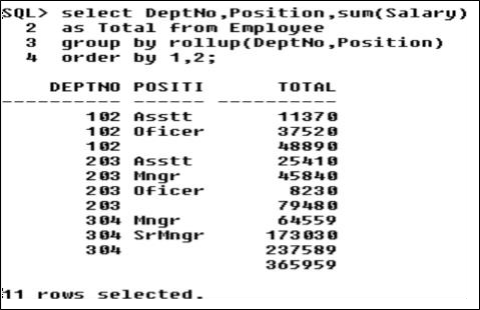 SQL> select DeptNo,Position,sum(Salary)
2 as Total from Employee
3 group by rollup(DeptNo,Position)
4 order by 1,2;
DEPTNO POSITI TOTAL
---------- ------ ----------
102 Asstt 11370
102 Oficer 37520
102 48890
203 Asstt 25410
203 Mngr 45840
203 Oficer 8230
203 79480
304 Mngr 64559
304 SrMngr 173030
304 237589
365959
11 rows selected.